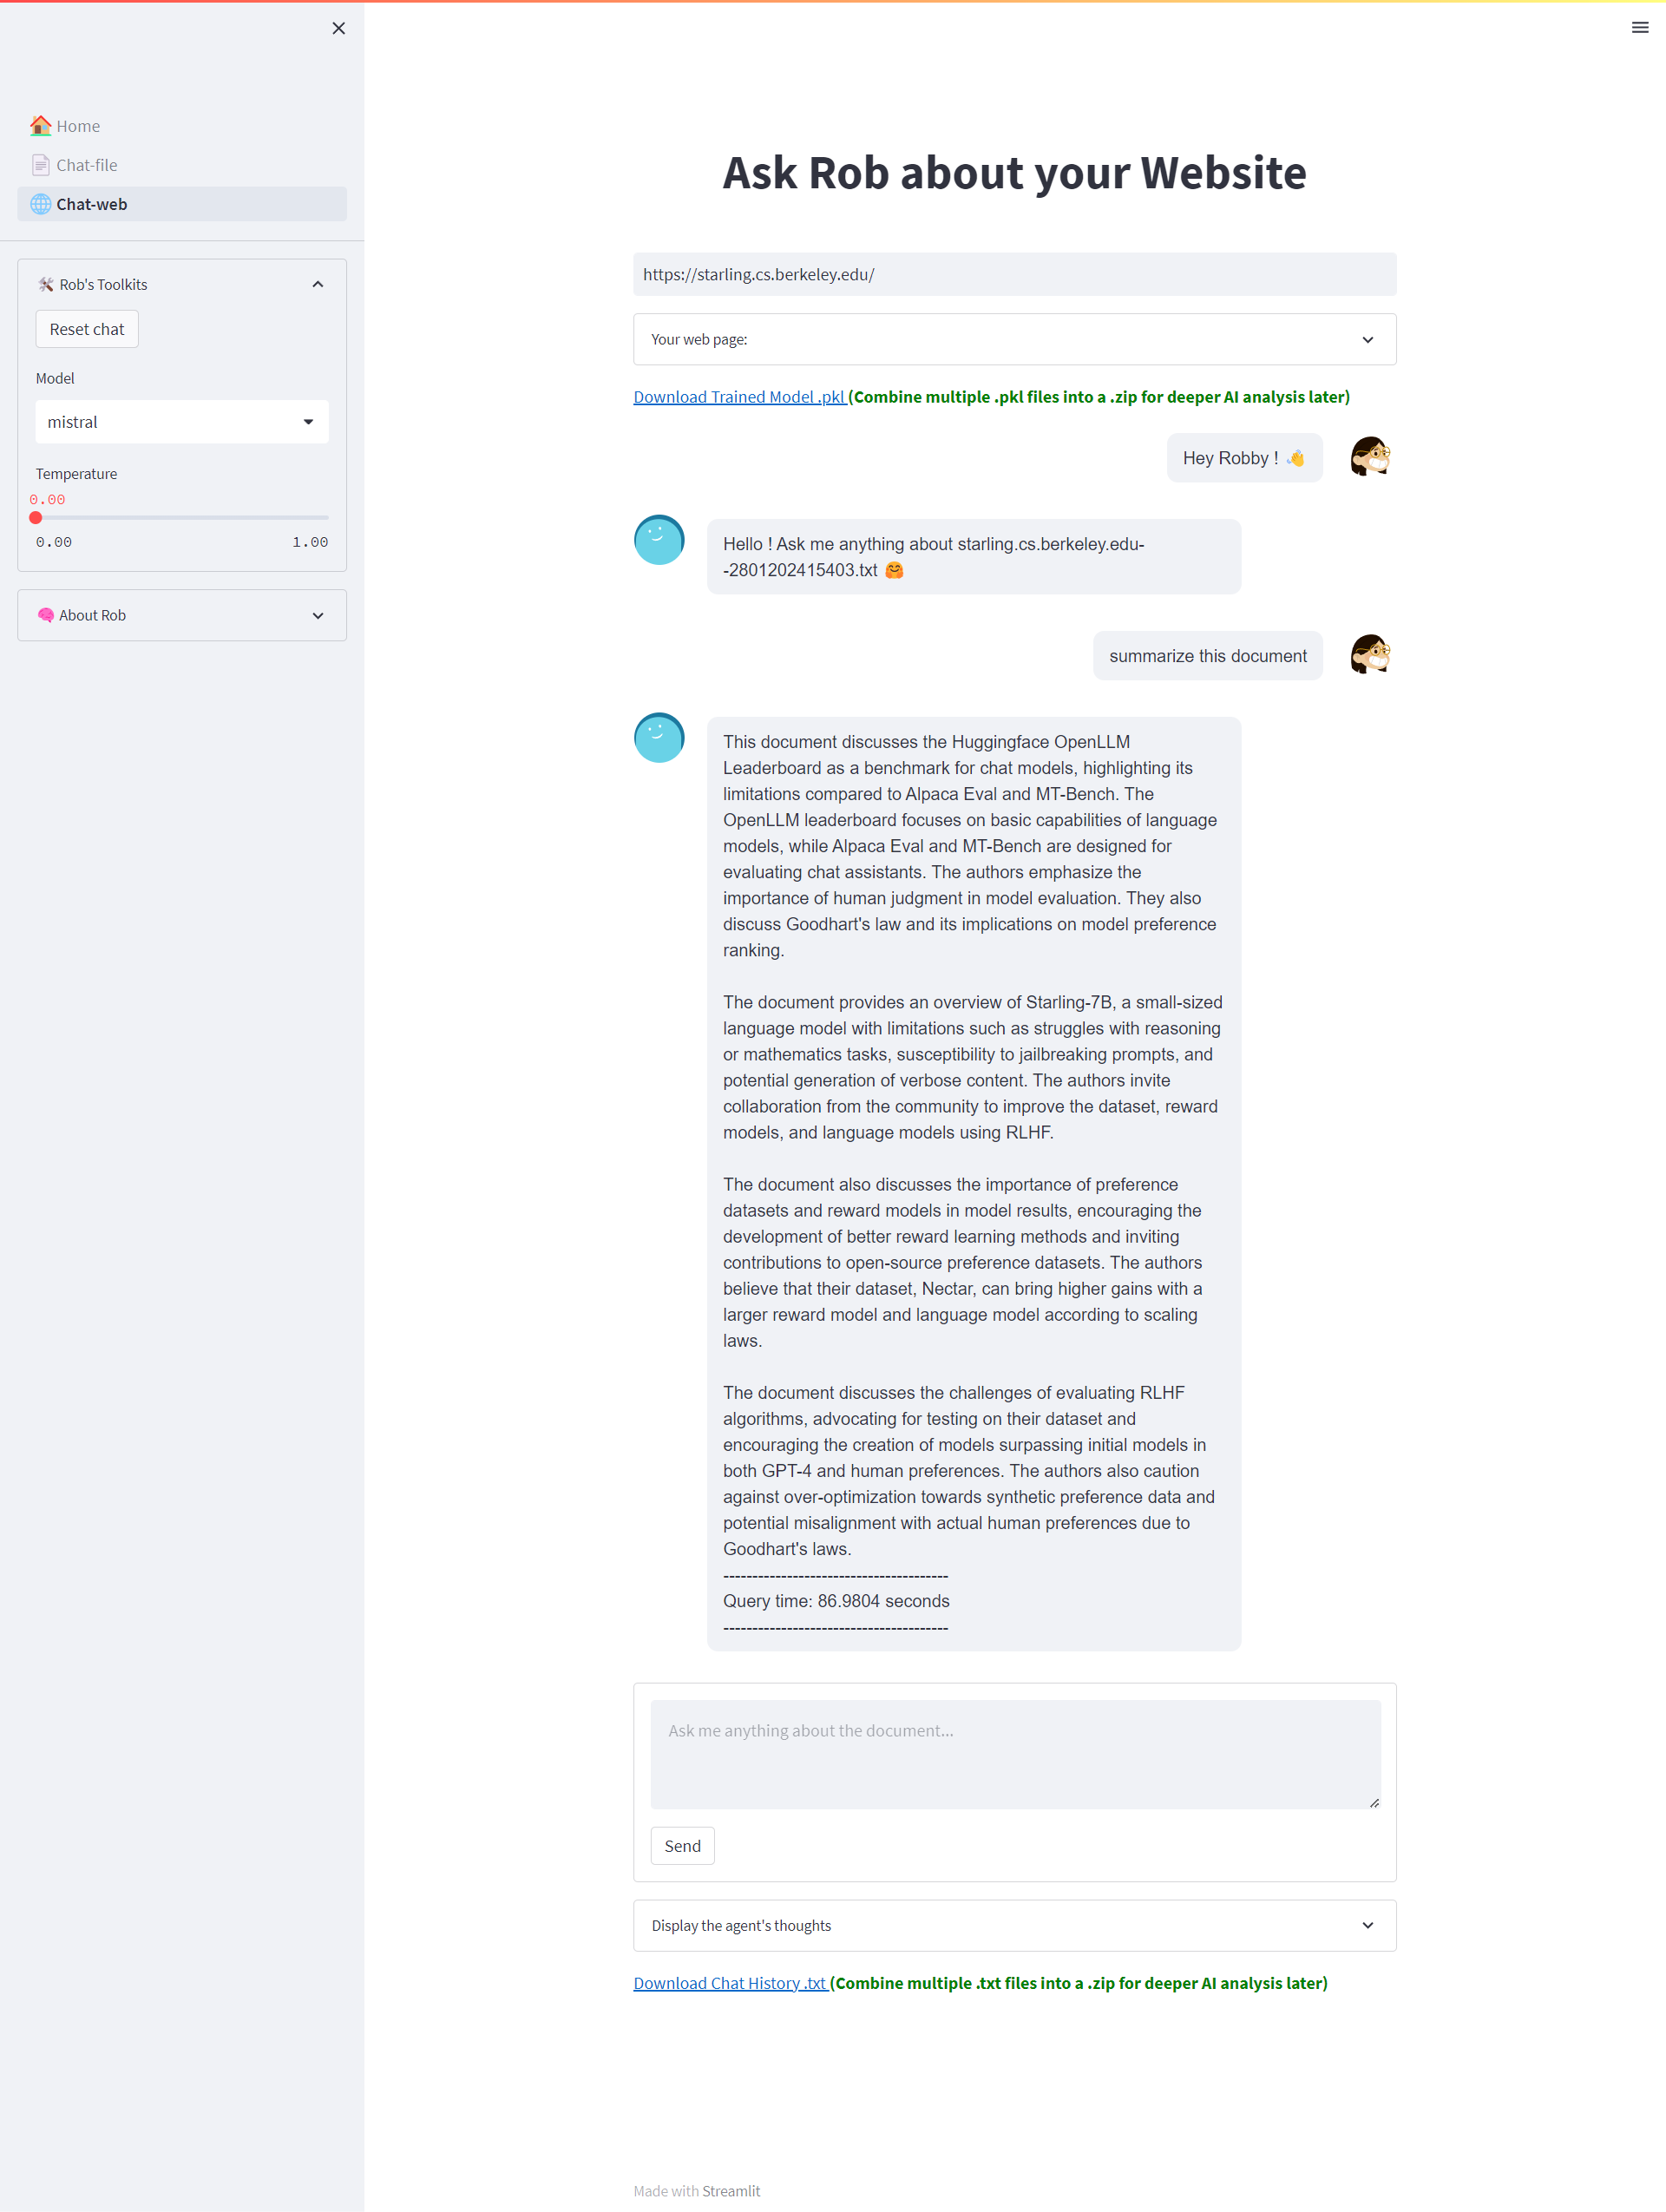 Home
Chat-file
Chat-web
Rob's Toolkits
Reset chat
Model
mistral
Temperature
0.00
0.00 1.00
About Rob
Ask Rob about your Website
https://starling.cs.berkeley.edu/
Your web page:
Download Trained Model .pkl (Combine multiple .pkl files into a .zip for deeper AI analysis later)
Hey Robby ! 👋
Hello ! Ask me anything about starling.cs.berkeley.edu-
-2801202415403.txt 🤗
summarize this document
This document discusses the Huggingface OpenLLM
Leaderboard as a benchmark for chat models, highlighting its
limitations compared to Alpaca Eval and MT-Bench. The
OpenLLM leaderboard focuses on basic capabilities of language
models, while Alpaca Eval and MT-Bench are designed for
evaluating chat assistants. The authors emphasize the
importance of human judgment in model evaluation. They also
discuss Goodhart's law and its implications on model preference
ranking.
The document provides an overview of Starling-7B, a small-sized
language model with limitations such as struggles with reasoning
or mathematics tasks, susceptibility to jailbreaking prompts, and
potential generation of verbose content. The authors invite
collaboration from the community to improve the dataset, reward
models, and language models using RLHF.
The document also discusses the importance of preference
datasets and reward models in model results, encouraging the
development of better reward learning methods and inviting
contributions to open-source preference datasets. The authors
believe that their dataset, Nectar, can bring higher gains with a
larger reward model and language model according to scaling
laws.
The document discusses the challenges of evaluating RLHF
algorithms, advocating for testing on their dataset and
encouraging the creation of models surpassing initial models in
both GPT-4 and human preferences. The authors also caution
against over-optimization towards synthetic preference data and
potential misalignment with actual human preferences due to
Goodhart's laws.
---------------------------------------
Query time: 86.9804 seconds
---------------------------------------
Ask me anything about the document...
Send
Display the agent's thoughts
Download Chat History .txt (Combine multiple .txt files into a .zip for deeper AI analysis later)
Made with Streamlit